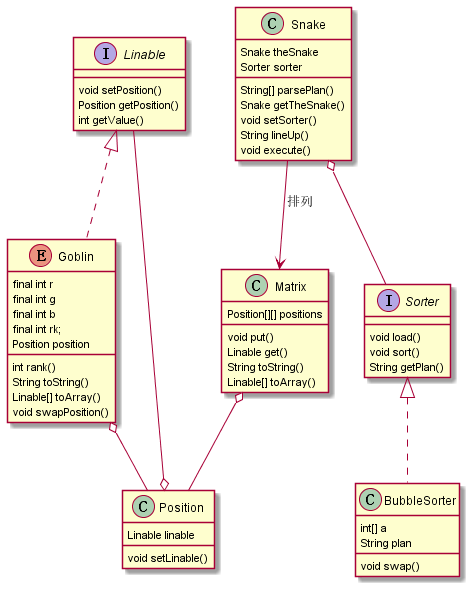 C Snake
Snake theSnake
Sorter sorter
String[] parsePlan()
Snake getTheSnake()
void setSorter()
String lineUp()
void execute()
I Linable
void setPosition()
Position getPosition()
int getValue()
排列
E Goblin
final int r
final int g
final int b
final int rk;
Position position
int rank()
String toString()
Linable[] toArray()
void swapPosition()
C Matrix
Position[][] positions
void put()
Linable get()
String toString()
Linable[] toArray()
I Sorter
void load()
void sort()
String getPlan()
C Position
Linable linable
void setLinable()
C BubbleSorter
int[] a
String plan
void swap()